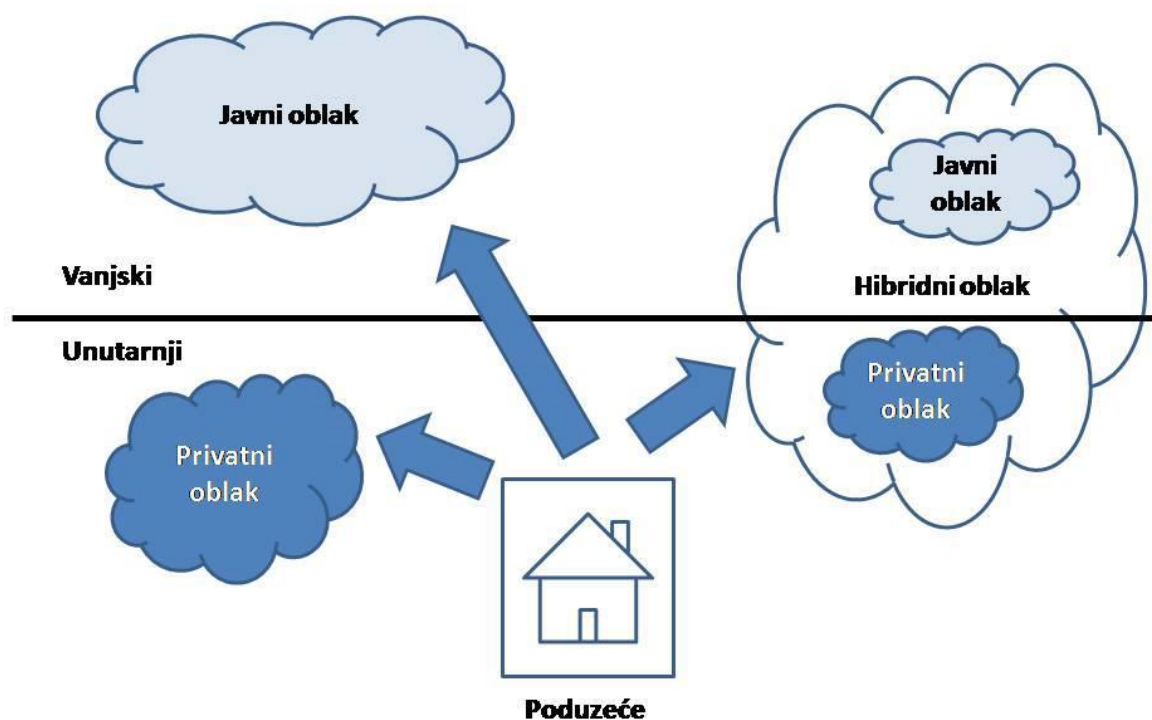 Javni oblak
Javni
oblak
Vanjski
Hibridni oblak
Unutarnji
Privatni
oblak
Privatni
oblak
Poduzeće